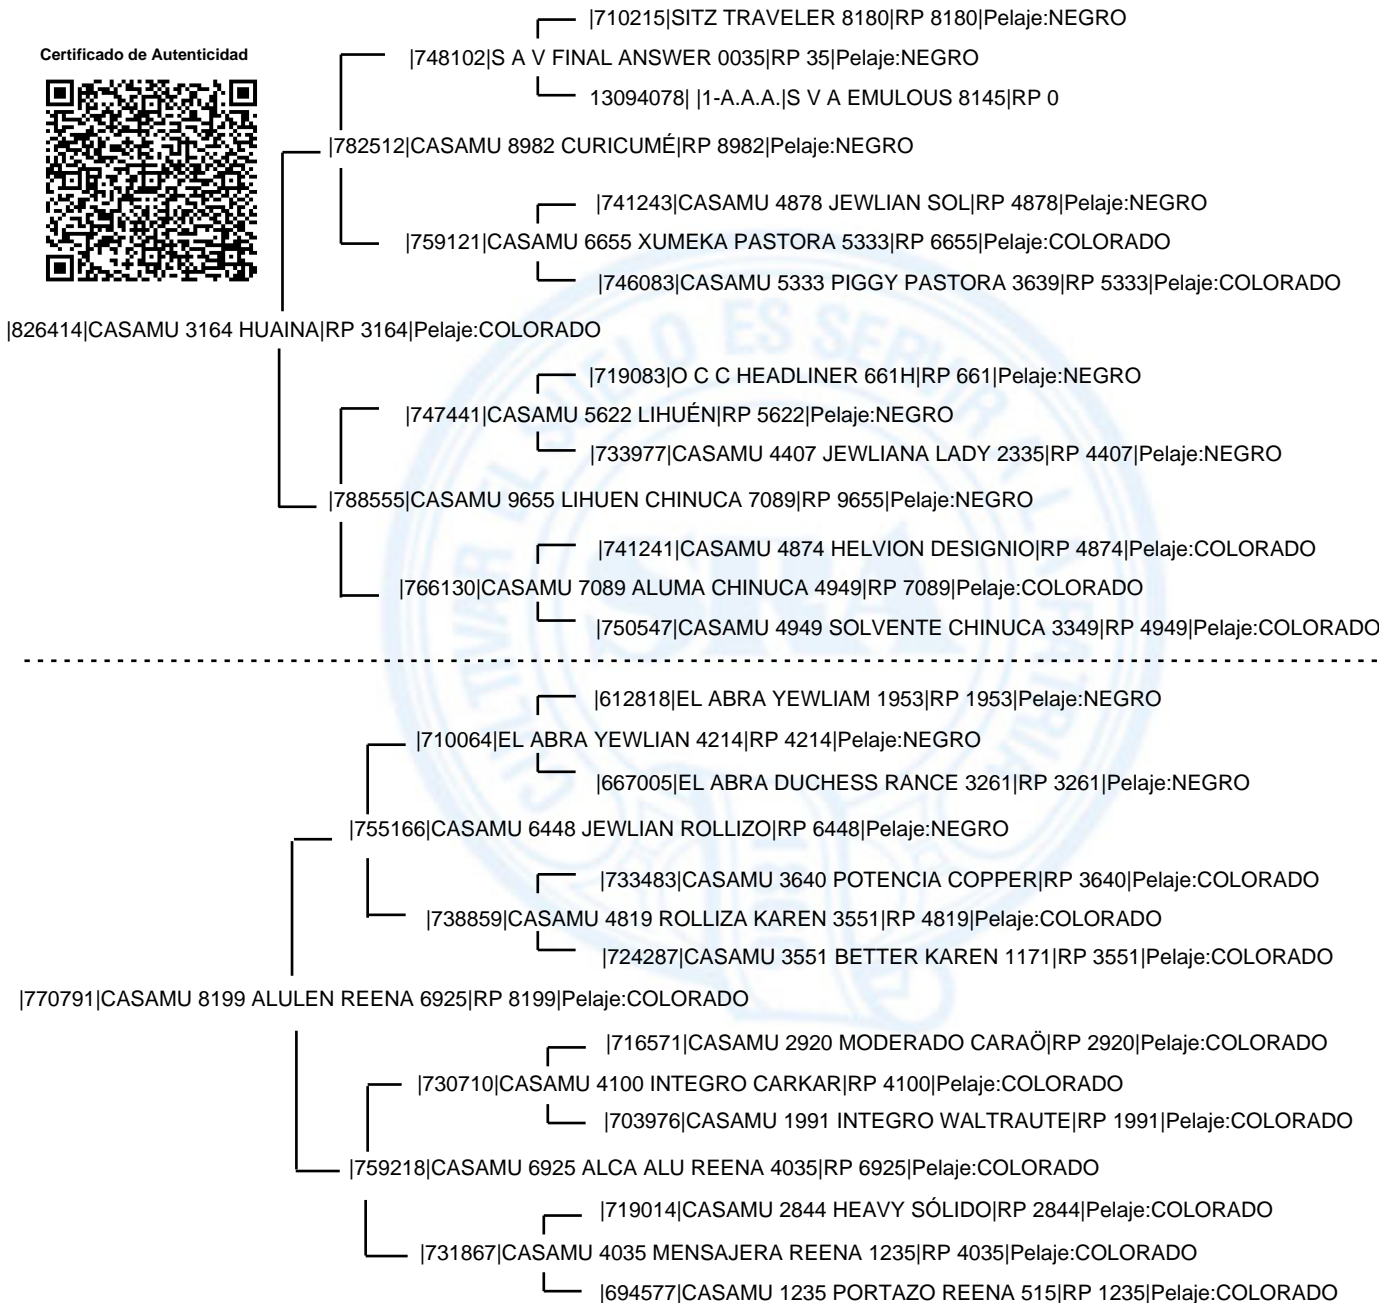 |710215|SITZ TRAVELER 8180|RP 8180|Pelaje:NEGRO
Certificado de Autenticidad
|748102|S A V FINAL ANSWER 0035|RP 35|Pelaje:NEGRO
13094078| |1-A.A.A.|S V A EMULOUS 8145|RP 0
|782512|CASAMU 8982 CURICUMÉ|RP 8982|Pelaje:NEGRO
|741243|CASAMU 4878 JEWLIAN SOL|RP 4878|Pelaje:NEGRO
|759121|CASAMU 6655 XUMEKA PASTORA 5333|RP 6655|Pelaje:COLORADO
|746083|CASAMU 5333 PIGGY PASTORA 3639|RP 5333|Pelaje:COLORADO
|826414|CASAMU 3164 HUAINA|RP 3164|Pelaje:COLORADO
|719083|O C C HEADLINER 661H|RP 661|Pelaje:NEGRO
|747441|CASAMU 5622 LIHUÉN|RP 5622|Pelaje:NEGRO
|733977|CASAMU 4407 JEWLIANA LADY 2335|RP 4407|Pelaje:NEGRO
|788555|CASAMU 9655 LIHUEN CHINUCA 7089|RP 9655|Pelaje:NEGRO
|741241|CASAMU 4874 HELVION DESIGNIO|RP 4874|Pelaje:COLORADO
|766130|CASAMU 7089 ALUMA CHINUCA 4949|RP 7089|Pelaje:COLORADO
|750547|CASAMU 4949 SOLVENTE CHINUCA 3349|RP 4949|Pelaje:COLORADO
|612818|EL ABRA YEWLIAM 1953|RP 1953|Pelaje:NEGRO
|710064|EL ABRA YEWLIAN 4214|RP 4214|Pelaje:NEGRO
|667005|EL ABRA DUCHESS RANCE 3261|RP 3261|Pelaje:NEGRO
|755166|CASAMU 6448 JEWLIAN ROLLIZO|RP 6448|Pelaje:NEGRO
|733483|CASAMU 3640 POTENCIA COPPER|RP 3640|Pelaje:COLORADO
|738859|CASAMU 4819 ROLLIZA KAREN 3551|RP 4819|Pelaje:COLORADO
|724287|CASAMU 3551 BETTER KAREN 1171|RP 3551|Pelaje:COLORADO
|770791|CASAMU 8199 ALULEN REENA 6925|RP 8199|Pelaje:COLORADO
|716571|CASAMU 2920 MODERADO CARAÖ|RP 2920|Pelaje:COLORADO
|730710|CASAMU 4100 INTEGRO CARKAR|RP 4100|Pelaje:COLORADO
|703976|CASAMU 1991 INTEGRO WALTRAUTE|RP 1991|Pelaje:COLORADO
|759218|CASAMU 6925 ALCA ALU REENA 4035|RP 6925|Pelaje:COLORADO
|719014|CASAMU 2844 HEAVY SÓLIDO|RP 2844|Pelaje:COLORADO
|731867|CASAMU 4035 MENSAJERA REENA 1235|RP 4035|Pelaje:COLORADO
|694577|CASAMU 1235 PORTAZO REENA 515|RP 1235|Pelaje:COLORADO
CULTIVAR EL SUELO ES SERVIR A LA PATRIA
SRA